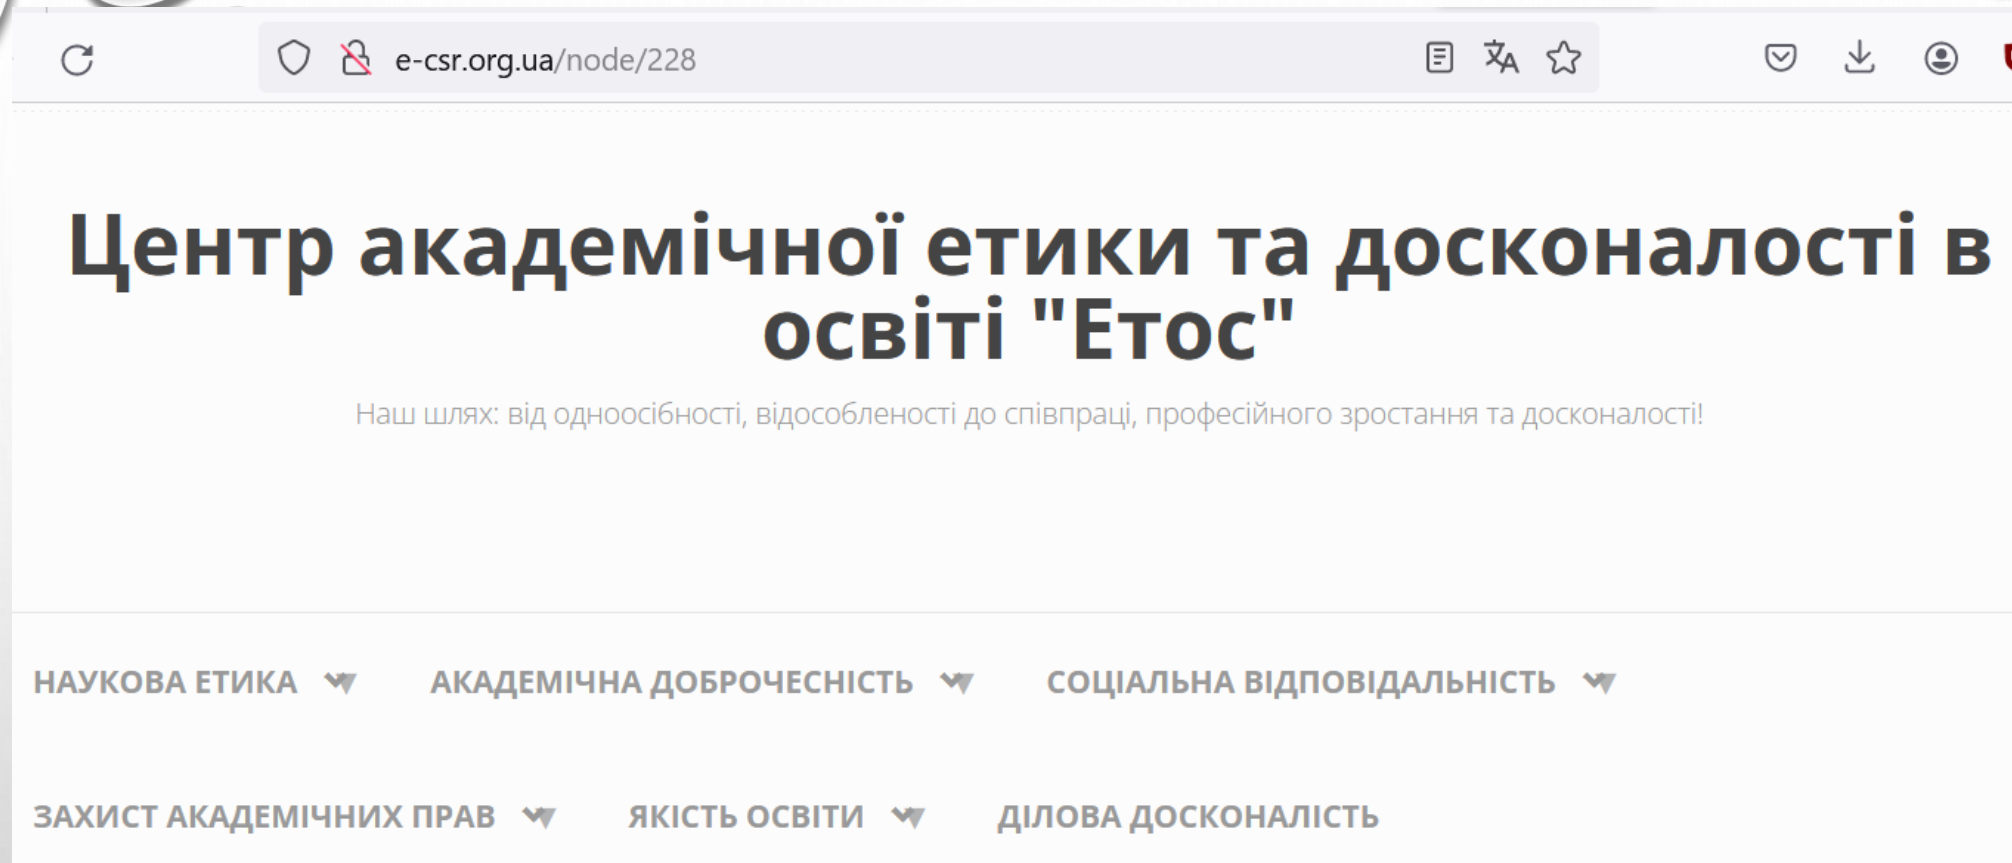 e-csr.org.ua/node/228
Центр академічної етики та досконалості в
освіті "Етос"
Наш шлях: від одноосібності, відособленості до співпраці, професійного зростання та досконалості!
НАУКОВА ЕТИКА АКАДЕМІЧНА ДОБРОЧЕСНІСТЬ СОЦІАЛЬНА ВІДПОВІДАЛЬНІСТЬ
ЗАХИСТ АКАДЕМІЧНИХ ПРАВ ЯКІСТЬ ОСВІТИ ДІЛОВА ДОСКОНАЛІСТЬ